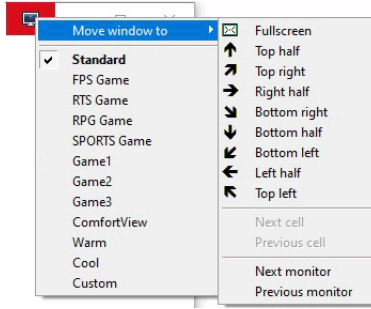 Move window to
Standard
FPS Game
RTS Game
RPG Game
SPORTS Game
Game1
Game2
Game3
ComfortView
Warm
Cool
Custom
Fullscreen
Top half
Top right
Right half
Bottom right
Bottom half
Bottom left
Left half
Top left
Next cell
Previous cell
Next monitor
Previous monitor